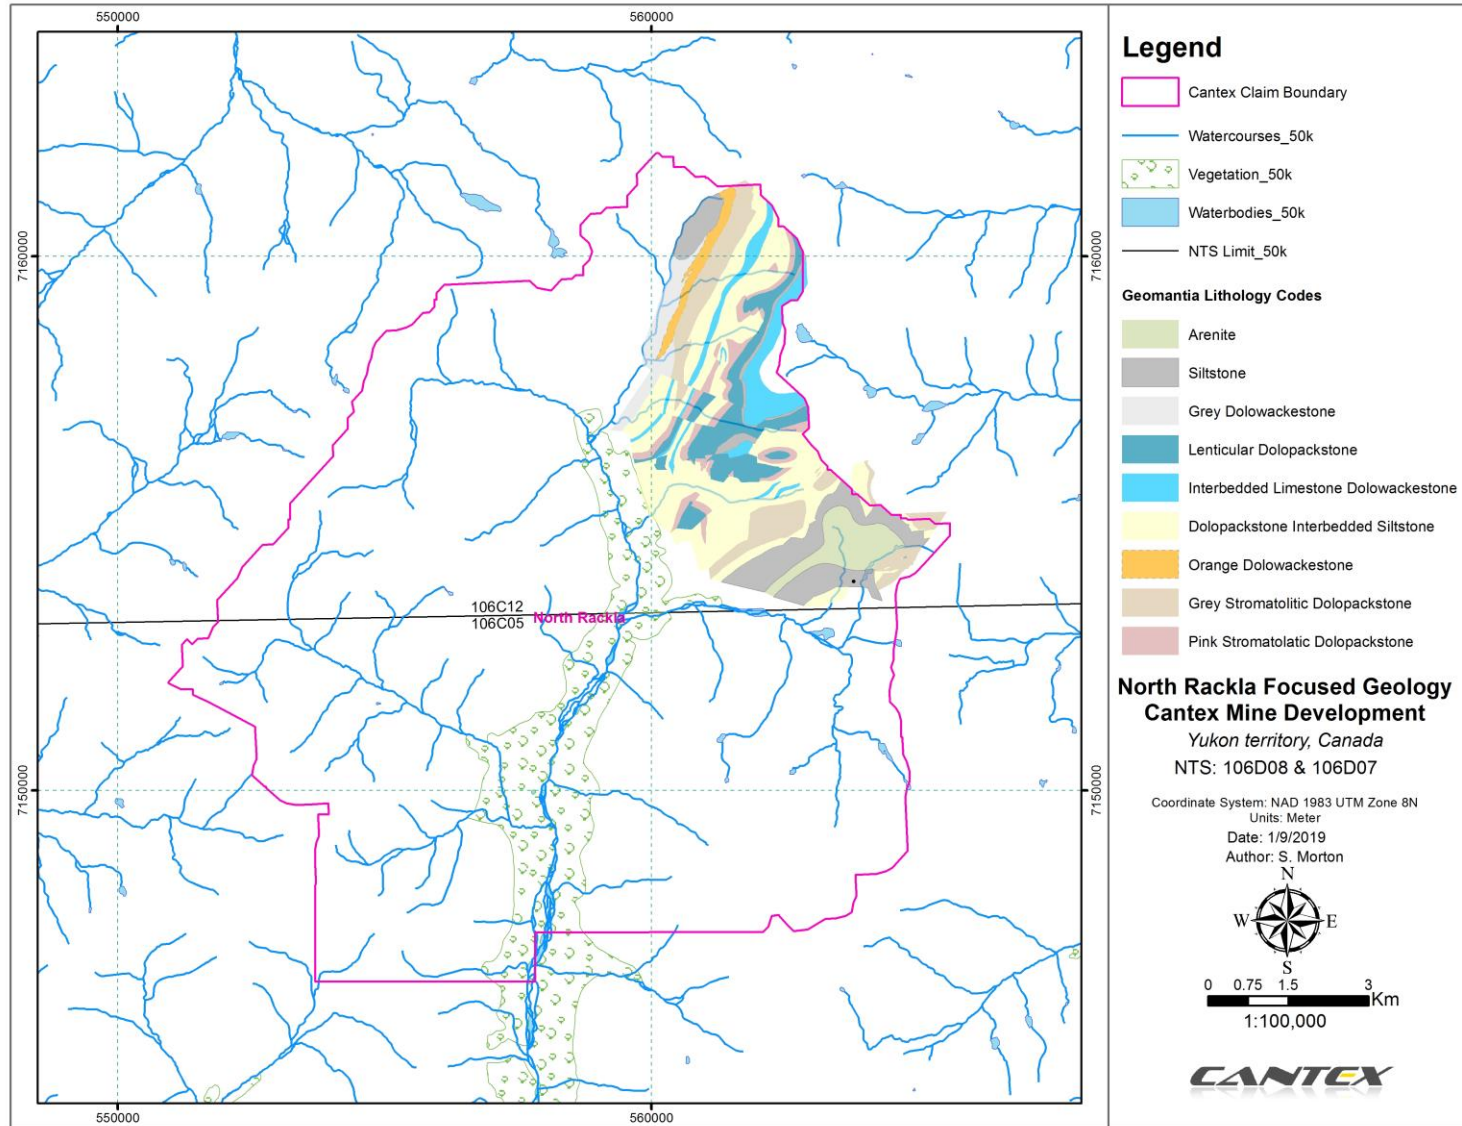 550000
560000
7160000
7160000
7150000
7150000
106C12
106C05
North Rackla
550000
560000
Legend
Cantex Claim Boundary
Watercourses_50k
Vegetation_50k
Waterbodies_50k
NTS Limit_50k
Geomantia Lithology Codes
Arenite
Siltstone
Grey Dolowackestone
Lenticular Dolopackstone
Interbedded Limestone Dolowackestone
Dolopackstone Interbedded Siltstone
Orange Dolowackestone
Grey Stromatolitic Dolopackstone
Pink Stromatolatic Dolopackstone
North Rackla Focused Geology
Cantex Mine Development
Yukon territory, Canada
NTS: 106D08 & 106D07
Coordinate System: NAD 1983 UTM Zone 8N
Units: Meter
Date: 1/9/2019
Author: S. Morton
N
W E
S
0 0.75 1.5 3
Km
1:100,000
CANTEX